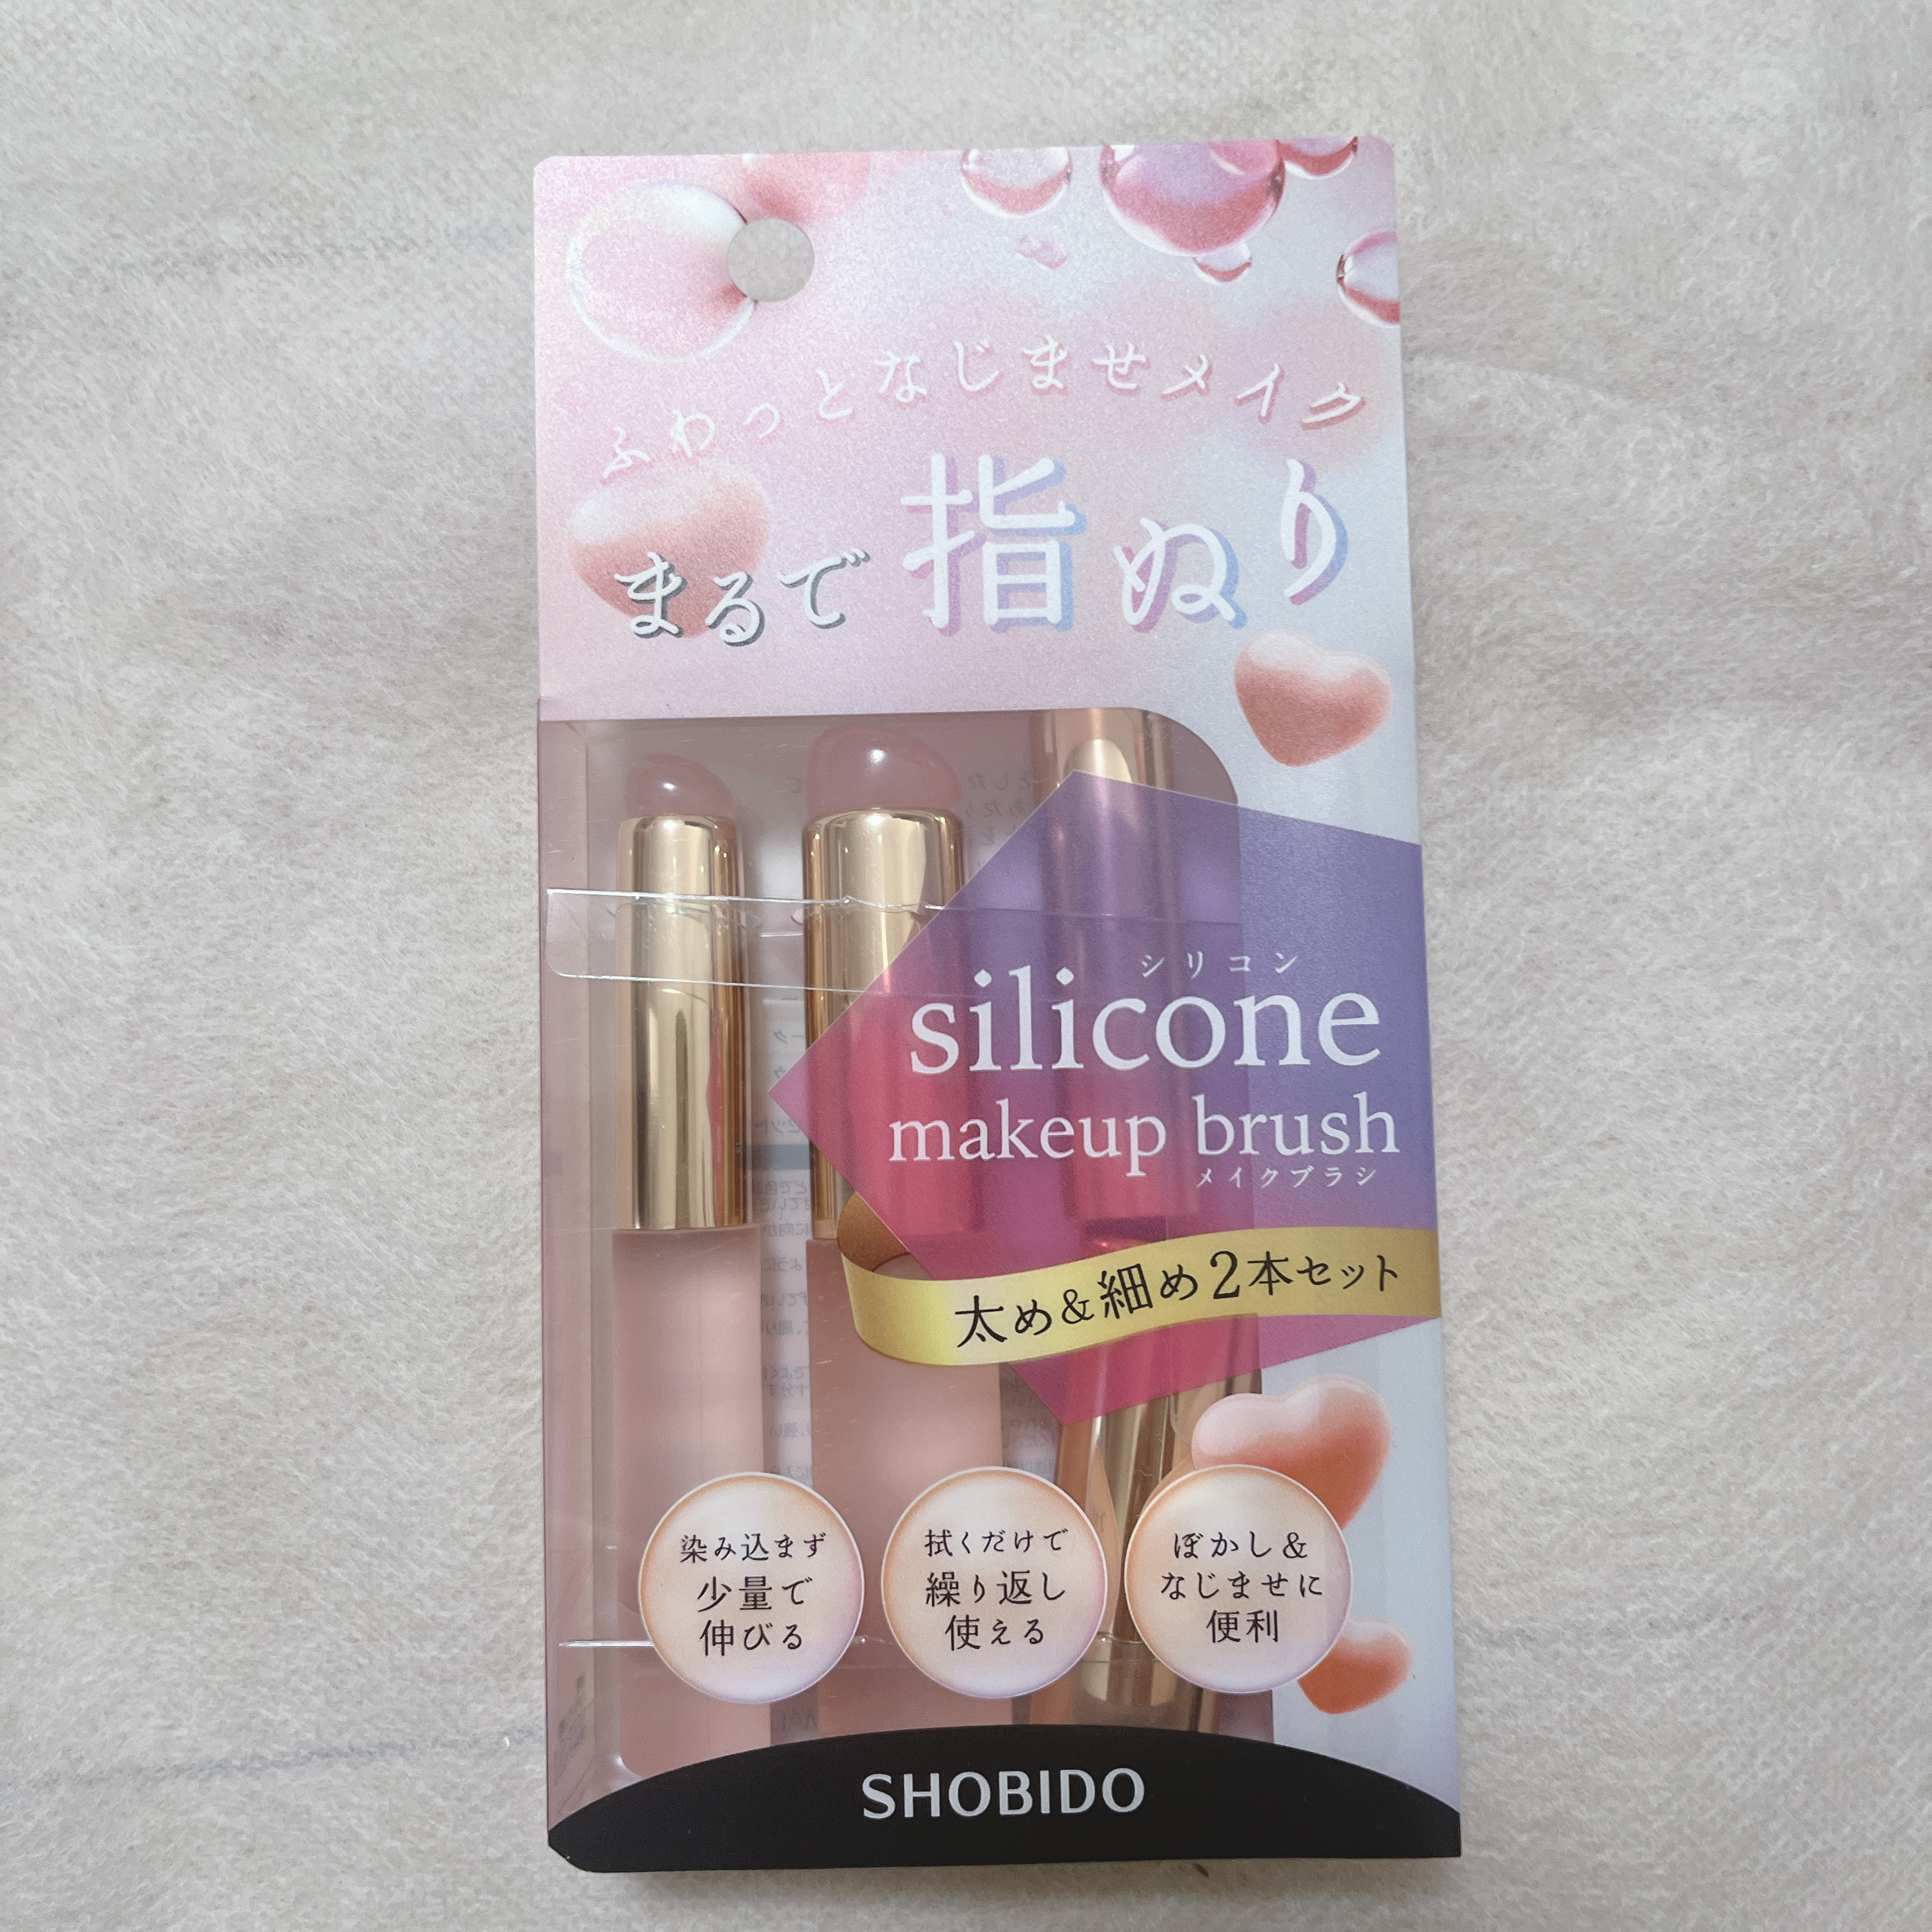 ふわっとなじませメイク
まるで指ぬり
シリコン
silicone
makeup brush
メイクブラシ
太め&細め2本セット
染み込まず
少量で
伸びる
拭くだけで
繰り返し
使える
ぼかし&
なじませに
便利
SHOBIDO